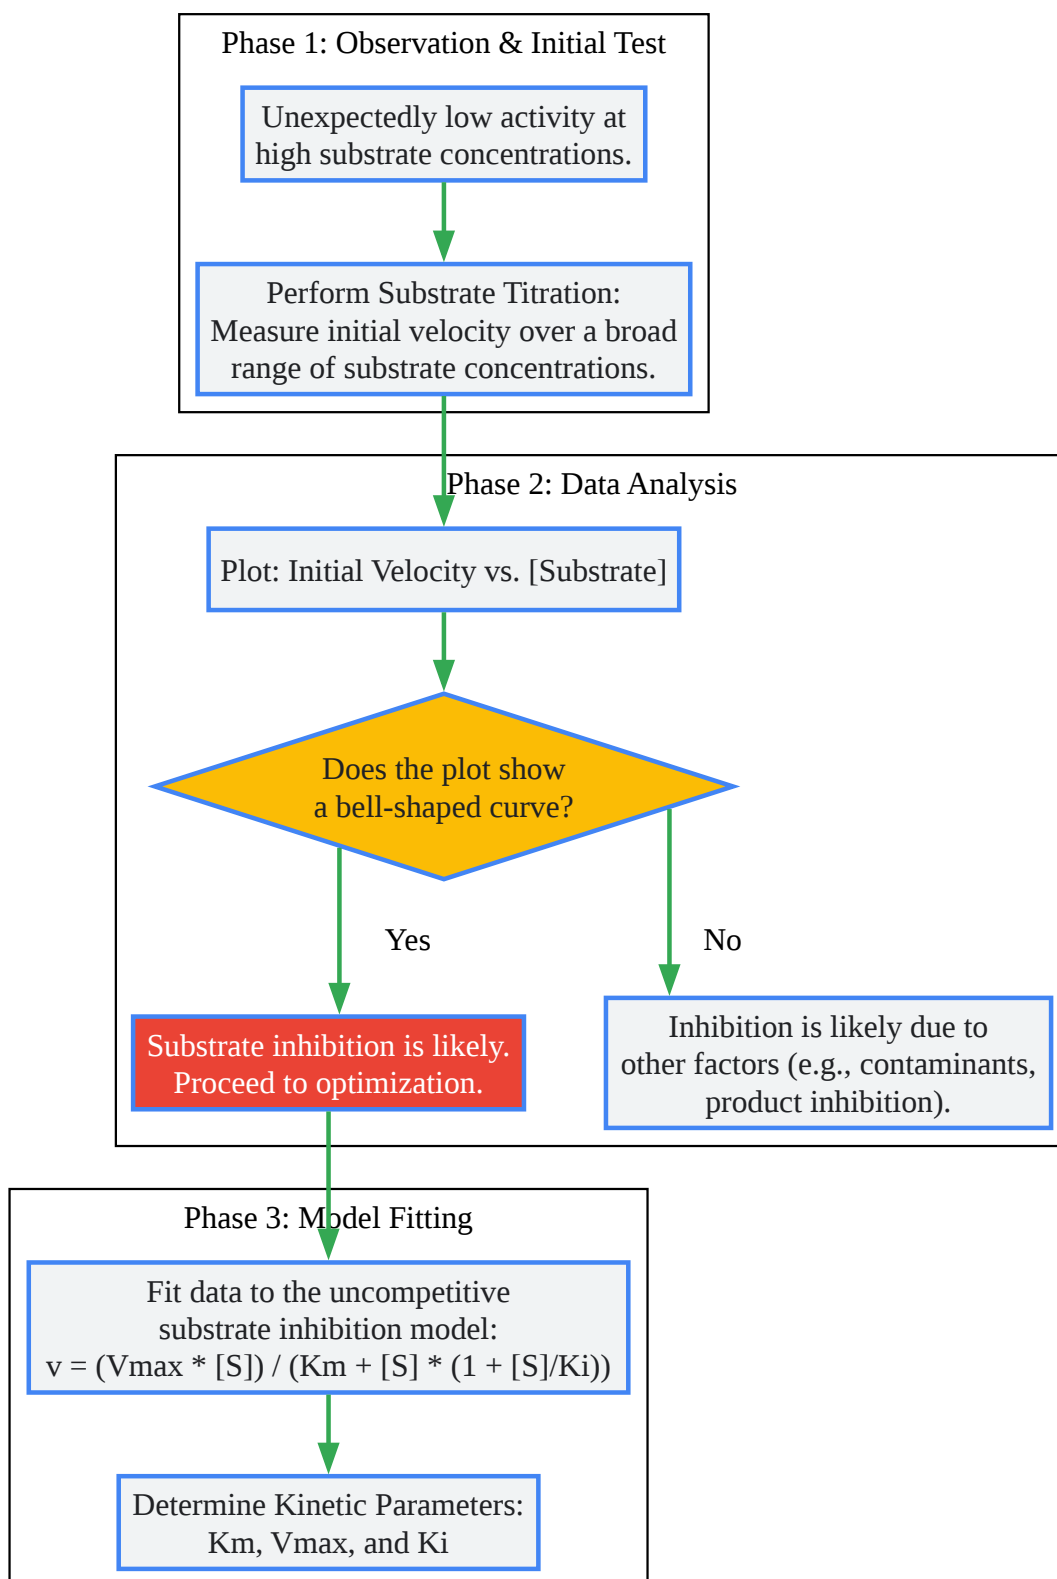 Phase 1: Observation & Initial Test
Unexpectedly low activity at
high substrate concentrations.
Perform Substrate Titration:
Measure initial velocity over a broad
range of substrate concentrations.
Phase 2: Data Analysis
Plot: Initial Velocity vs. [Substrate]
Does the plot show
a bell-shaped curve?
Yes
No
Substrate inhibition is likely.
Proceed to optimization.
Inhibition is likely due to
other factors (e.g., contaminants,
product inhibition).
Phase 3: Model Fitting
Fit data to the uncompetitive
substrate inhibition model:
v = (Vmax * [S]) / (Km + [S] * (1 + [S]/Ki))
Determine Kinetic Parameters:
Km, Vmax, and Ki